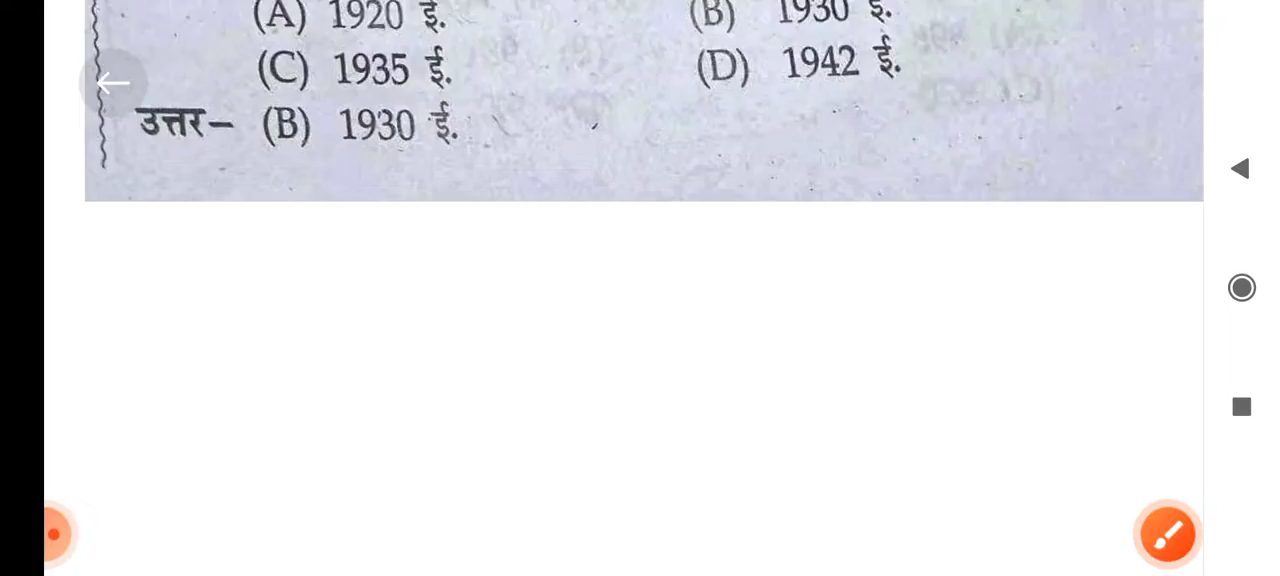 (A) 1920 ई. (B) 1930 ई.
(C) 1935 ई. (D) 1942 ई.
उत्तर– (B) 1930 ई.